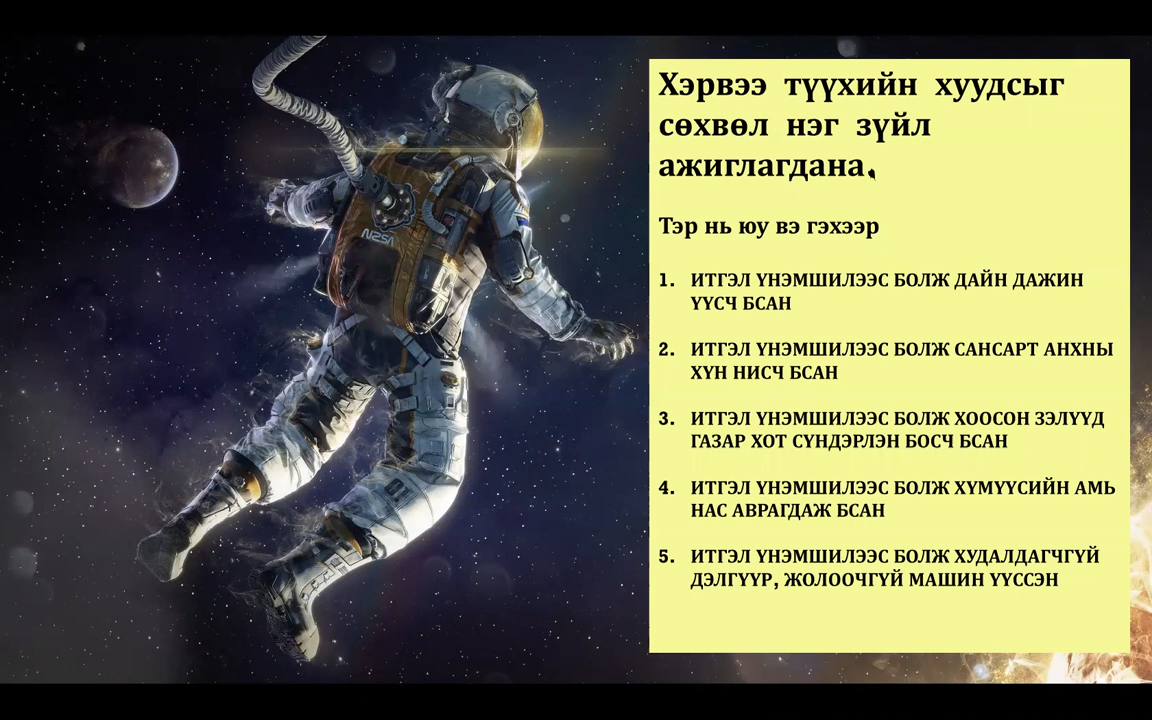 Хэрвээ түүхийн хуудсыг
сөхвөл нэг зүйл
ажиглагдана.
Тэр нь юу вэ гэхээр
1. ИТГЭЛ ҮНЭМШИЛЭЭС БОЛЖ ДАЙН ДАЖИН
ҮҮСЧ БСАН
2. ИТГЭЛ ҮНЭМШИЛЭЭС БОЛЖ САНСАРТ АНХНЫ
ХҮН НИСЧ БСАН
3. ИТГЭЛ ҮНЭМШИЛЭЭС БОЛЖ ХООСОН ЗЭЛҮҮД
ГАЗАР ХОТ СҮНДЭРЛЭН БОСЧ БСАН
4. ИТГЭЛ ҮНЭМШИЛЭЭС БОЛЖ ХҮМҮҮСИЙН АМЬ
НАС АВРАГДАЖ БСАН
5. ИТГЭЛ ҮНЭМШИЛЭЭС БОЛЖ ХУДАЛДАГЧГҮЙ
ДЭЛГҮҮР, ЖОЛООЧГҮЙ МАШИН ҮҮССЭН